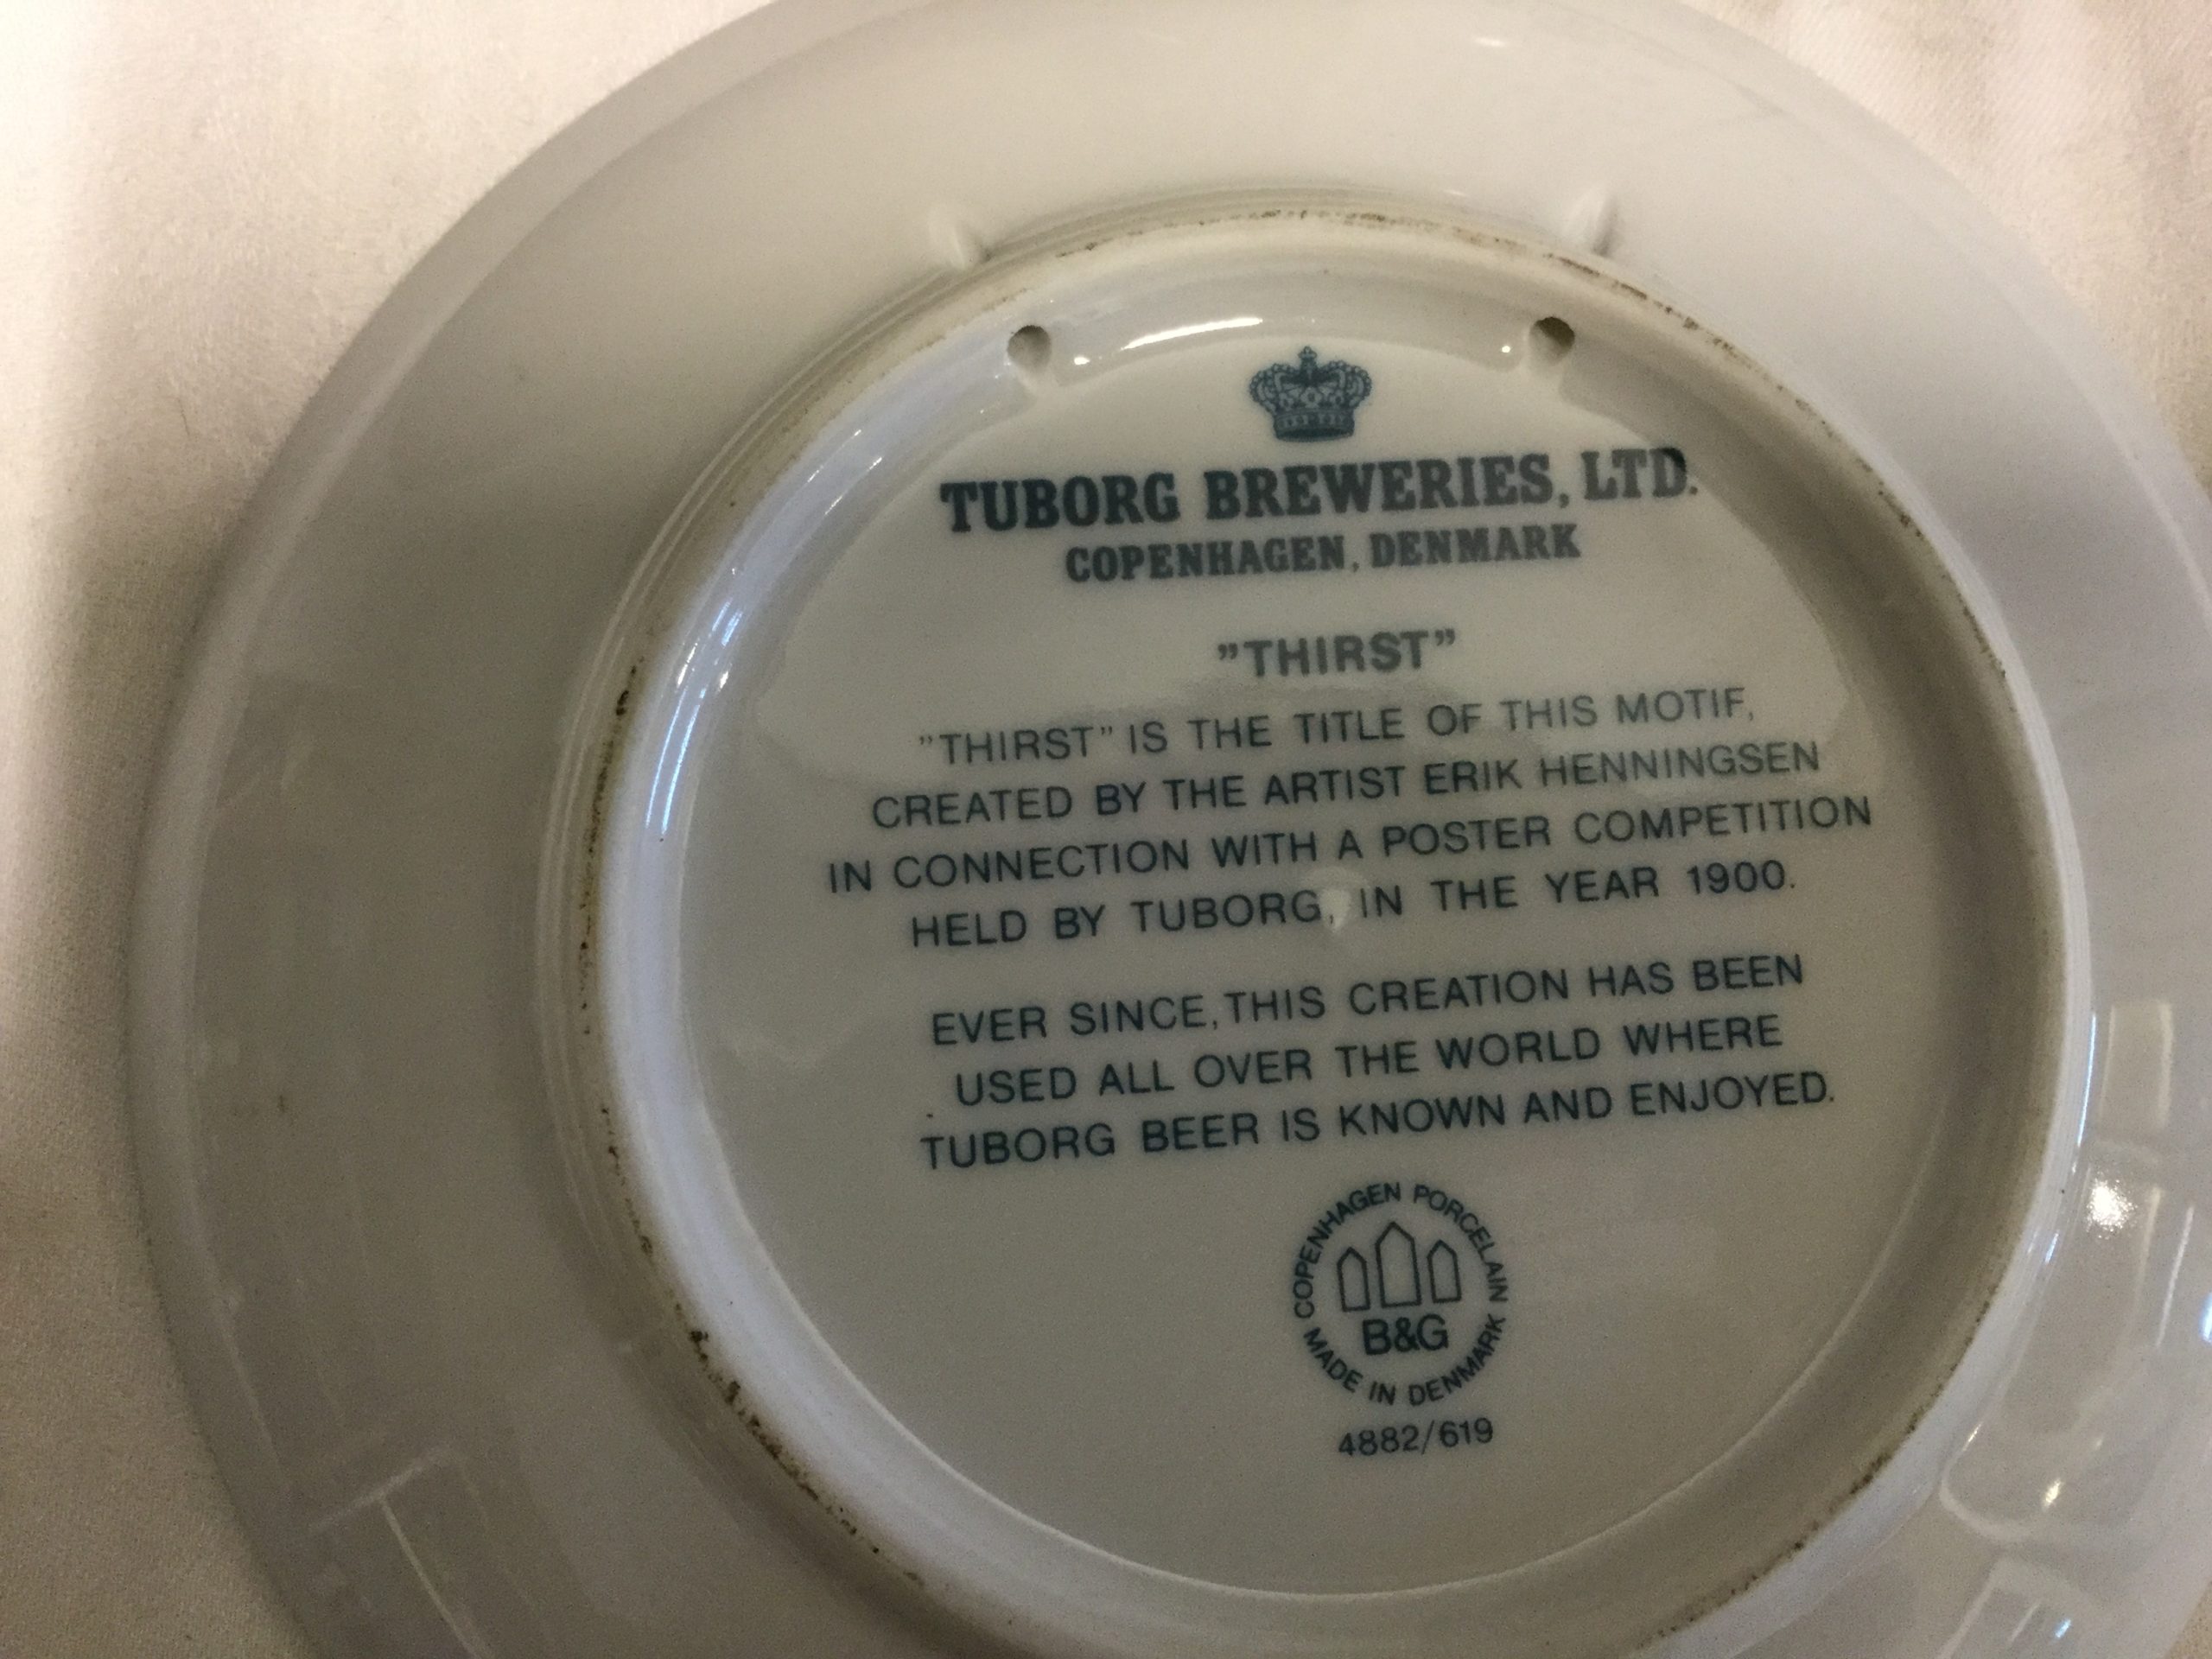 TUBORG BREWERIES, LTD.
COPENHAGEN, DENMARK
”THIRST”
”THIRST” IS THE TITLE OF THIS MOTIF,
CREATED BY THE ARTIST ERIK HENNINGSEN
IN CONNECTION WITH A POSTER COMPETITION
HELD BY TUBORG, IN THE YEAR 1900.
EVER SINCE, THIS CREATION HAS BEEN
USED ALL OVER THE WORLD WHERE
TUBORG BEER IS KNOWN AND ENJOYED.
COPENHAGEN PORCELAIN
B&G
MADE IN DENMARK
4882/619